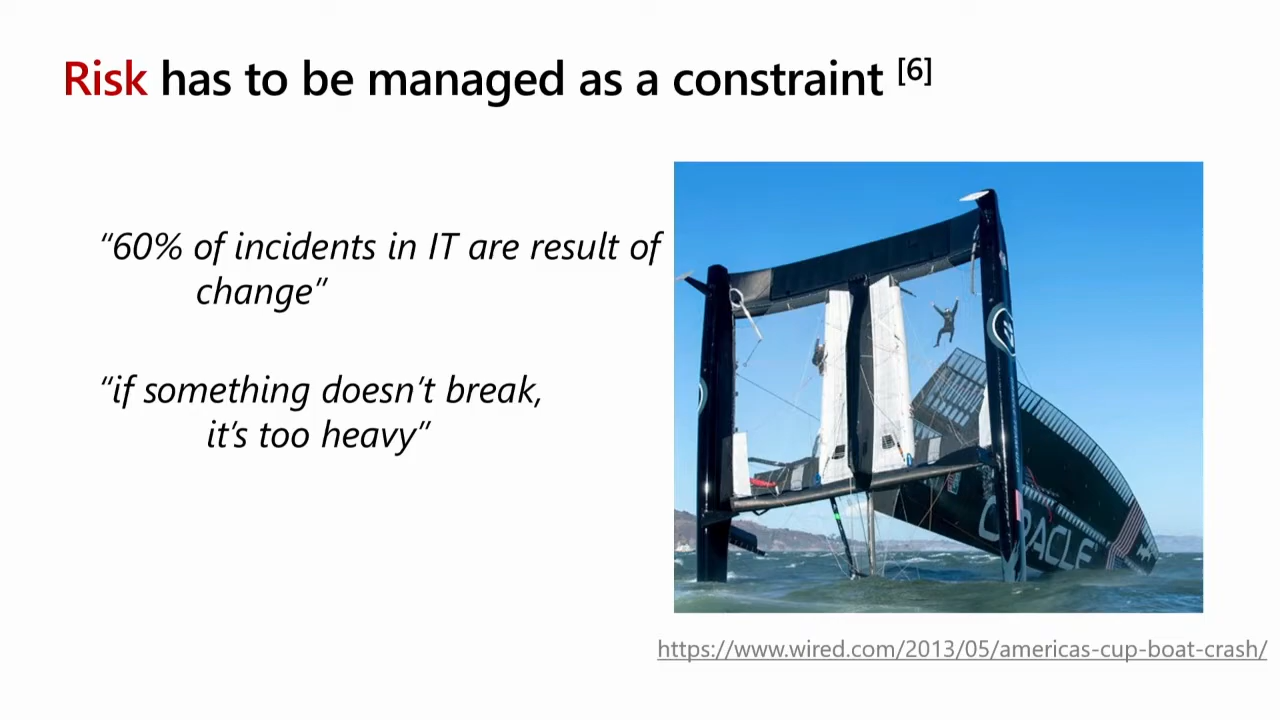 Risk has to be managed as a constraint [6]
“60% of incidents in IT are result of
change”
“if something doesn’t break,
it’s too heavy”
ORACLE
https://www.wired.com/2013/05/americas-cup-boat-crash/